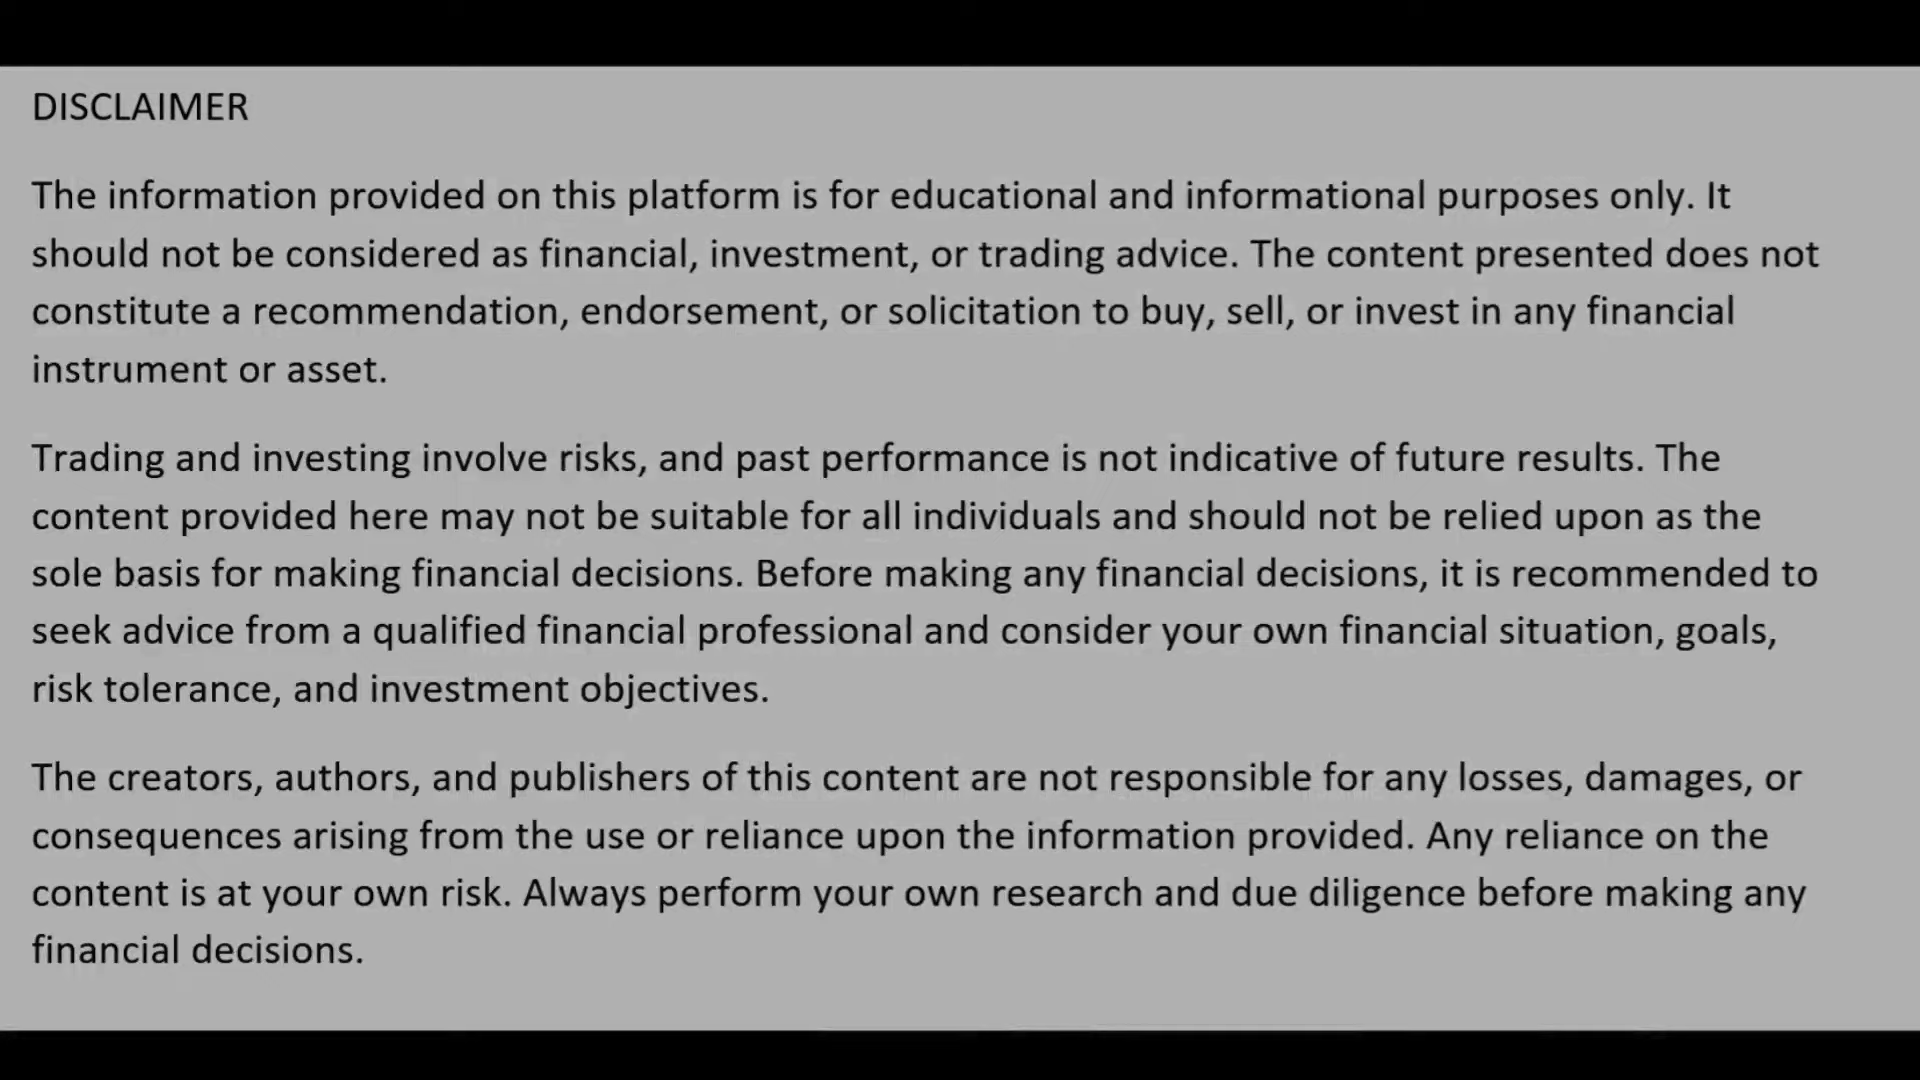 DISCLAIMER
The information provided on this platform is for educational and informational purposes only. It
should not be considered as financial, investment, or trading advice. The content presented does not
constitute a recommendation, endorsement, or solicitation to buy, sell, or invest in any financial
instrument or asset.
Trading and investing involve risks, and past performance is not indicative of future results. The
content provided here may not be suitable for all individuals and should not be relied upon as the
sole basis for making financial decisions. Before making any financial decisions, it is recommended to
seek advice from a qualified financial professional and consider your own financial situation, goals,
risk tolerance, and investment objectives.
The creators, authors, and publishers of this content are not responsible for any losses, damages, or
consequences arising from the use or reliance upon the information provided. Any reliance on the
content is at your own risk. Always perform your own research and due diligence before making any
financial decisions.